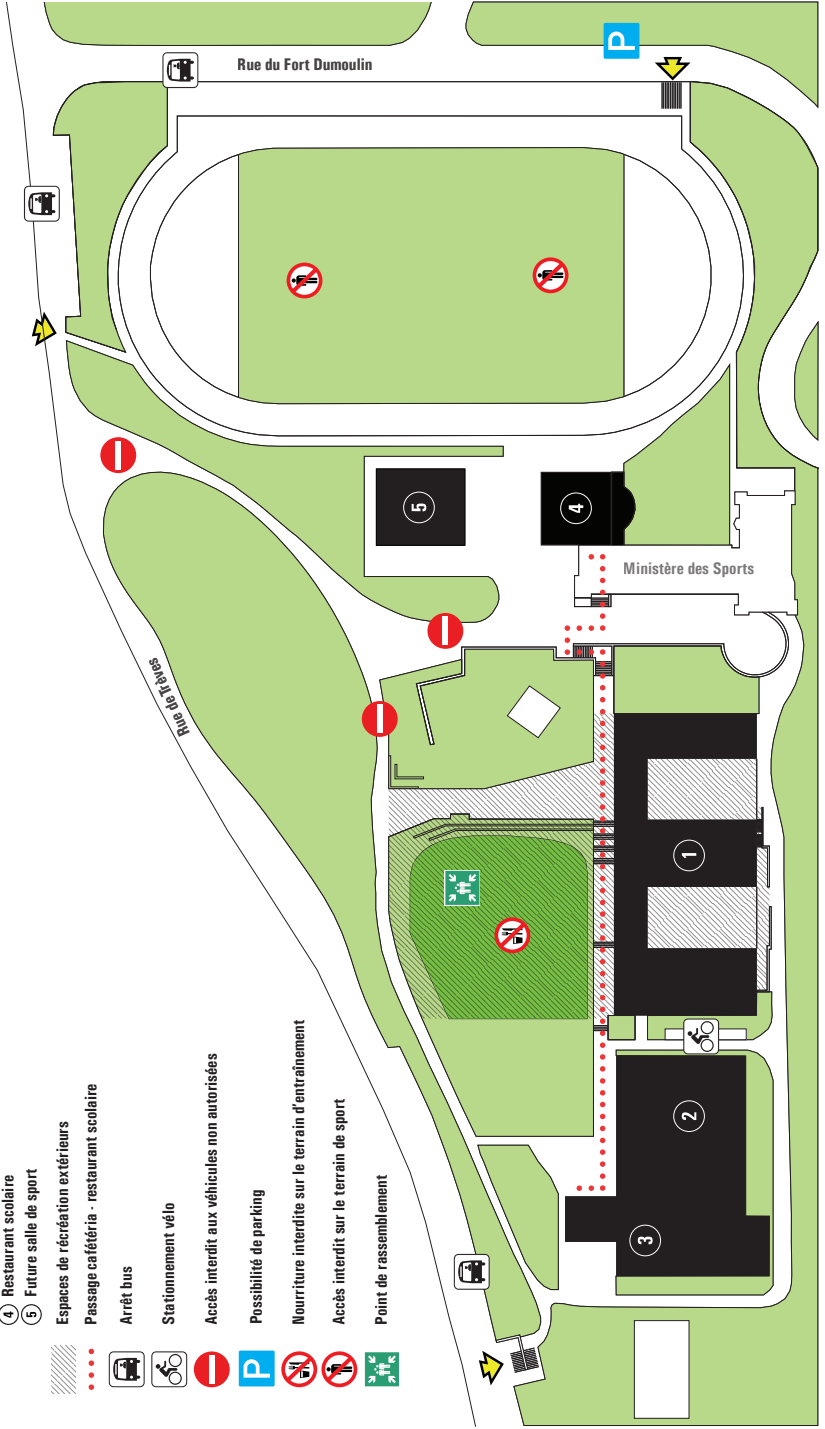 4 Restaurant scolaire
5 Future salle de sport
Espaces de récréation extérieurs
Passage cafétéria - restaurant scolaire
Arrêt bus
Stationnement vélo
Accès interdit aux véhicules non autorisées
P Possibilité de parking
Nourriture interdite sur le terrain d'entraînement
Accès interdit sur le terrain de sport
Point de rassemblement
Rue de Trèves
Rue du Fort Dumoulin
P
Ministère des Sports
5
4
1
2
3